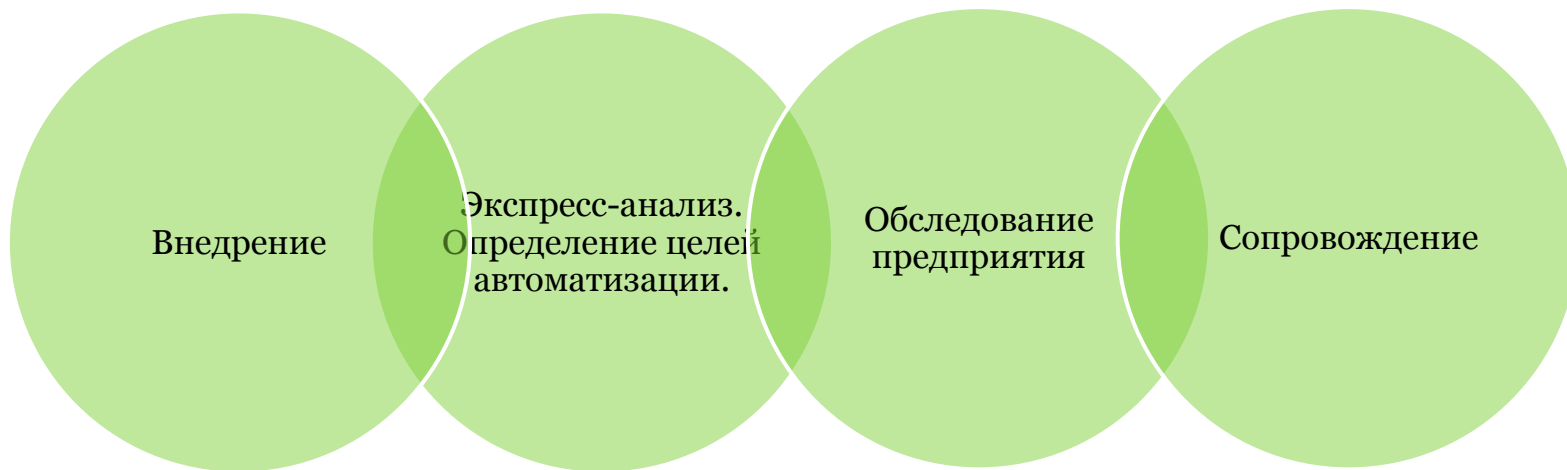 Внедрение
Экспресс-анализ.
Определение целей
автоматизации.
Обследование
предприятия
Сопровождение